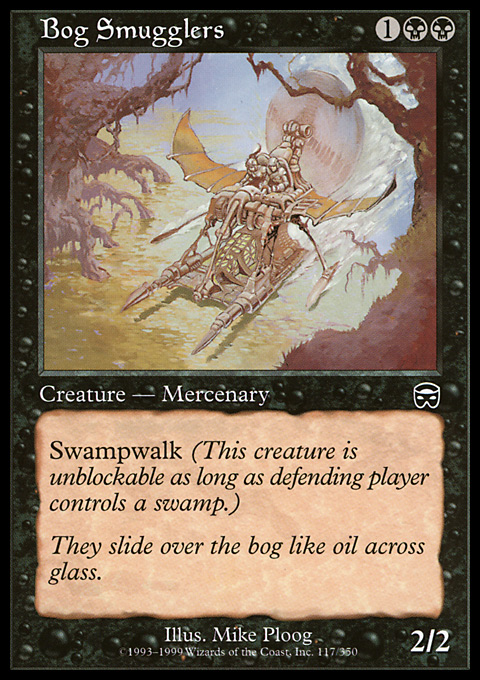 Bog Smugglers 1
Creature — Mercenary
Swampwalk (This creature is
unblockable as long as defending player
controls a swamp.)
They slide over the bog like oil across
glass.
Illus. Mike Ploog
©1993-1999 Wizards of the Coast, Inc. 117/350
2/2